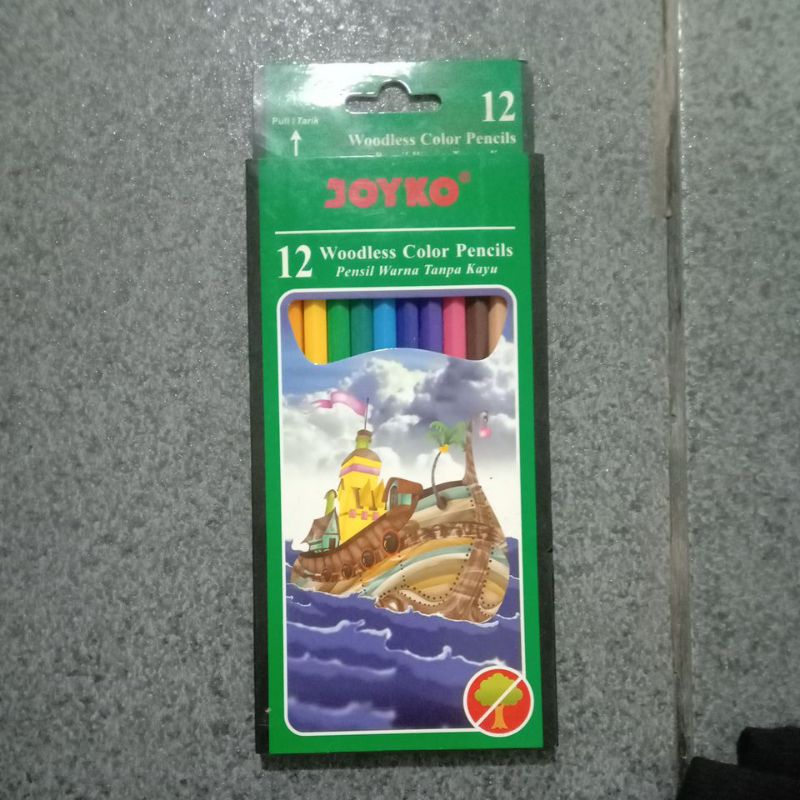 12
Pull | Tarik
Woodless Color Pencils
JOYKO®
12 Woodless Color Pencils
Pensil Warna Tanpa Kayu